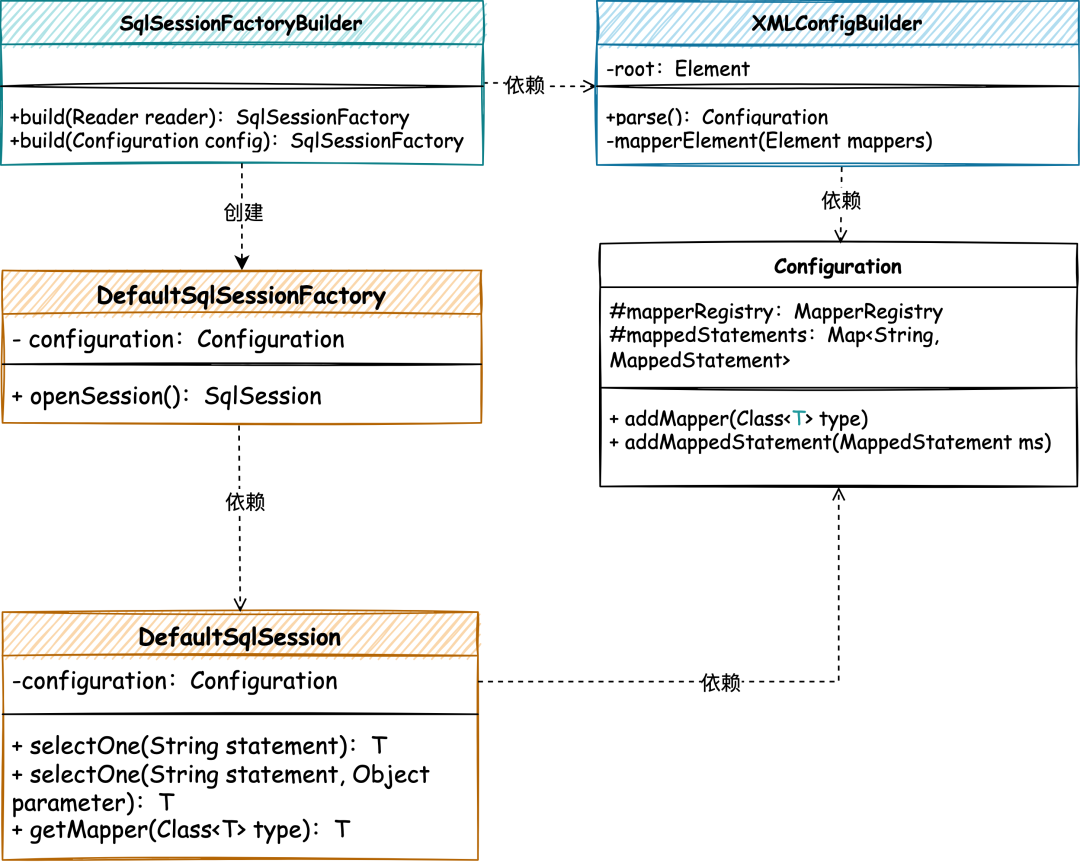 SqlSessionFactoryBuilder
+build(Reader reader)：SqlSessionFactory
+build(Configuration config)：SqlSessionFactory
依赖
XMLConfigBuilder
-root：Element
+parse()：Configuration
-mapperElement(Element mappers)
创建
依赖
DefaultSqlSessionFactory
- configuration：Configuration
+ openSession()：SqlSession
Configuration
#mapperRegistry：MapperRegistry
#mappedStatements：Map<String,
MappedStatement>
+ addMapper(Class<T> type)
+ addMappedStatement(MappedStatement ms)
依赖
DefaultSqlSession
-configuration：Configuration
+ selectOne(String statement)：T
+ selectOne(String statement, Object
parameter)：T
+ getMapper(Class<T> type)：T
依赖